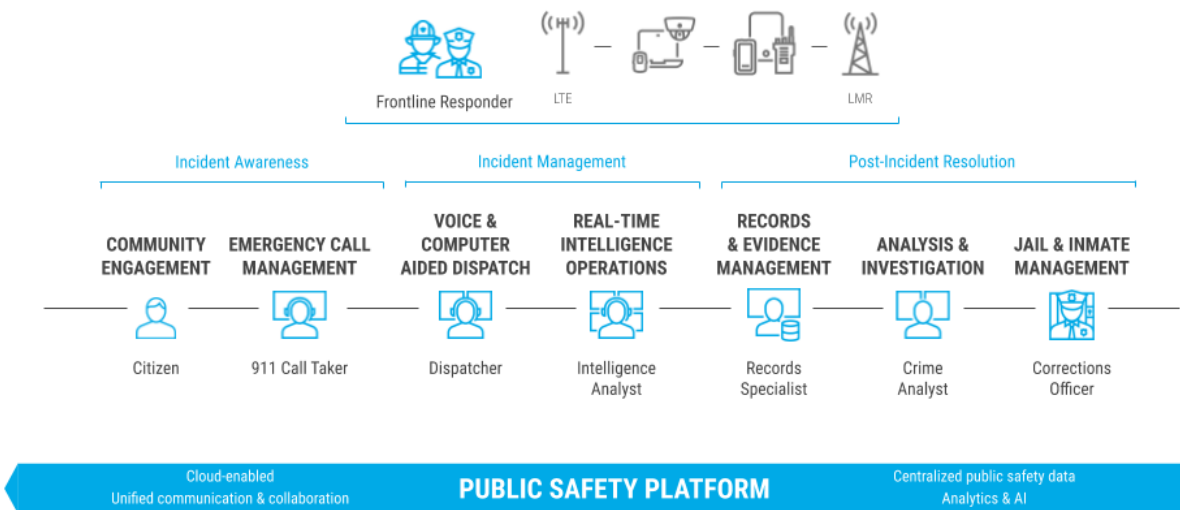 Frontline Responder
LTE
LMR
Incident Awareness
Incident Management
Post-Incident Resolution
COMMUNITY
ENGAGEMENT
EMERGENCY CALL
MANAGEMENT
VOICE &
COMPUTER
AIDED DISPATCH
REAL-TIME
INTELLIGENCE
OPERATIONS
RECORDS
& EVIDENCE
MANAGEMENT
ANALYSIS &
INVESTIGATION
JAIL & INMATE
MANAGEMENT
Citizen
911 Call Taker
Dispatcher
Intelligence
Analyst
Records
Specialist
Crime
Analyst
Corrections
Officer
Cloud-enabled
Unified communication & collaboration
PUBLIC SAFETY PLATFORM
Centralized public safety data
Analytics & AI